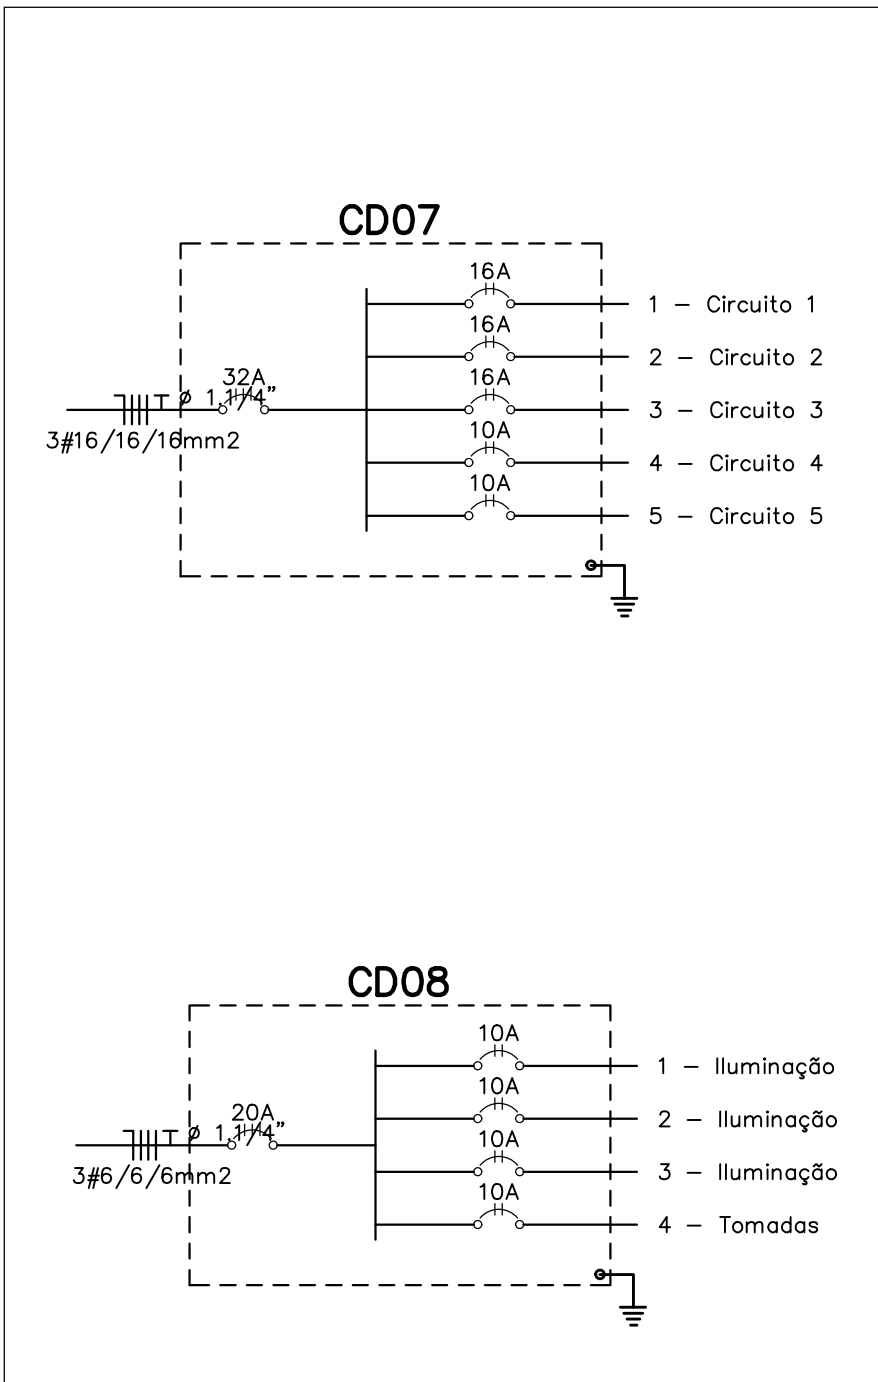 CD07
16A
1 - Circuito 1
16A
2 - Circuito 2
32A
16A
T ø 1.1/4"
3 - Circuito 3
3#16/16/16mm2
10A
4 - Circuito 4
10A
5 - Circuito 5
CD08
10A
1 - Iluminação
10A
2 - Iluminação
20A
T ø 1.1/4"
10A
3 - Iluminação
3#6/6/6mm2
10A
4 - Tomadas